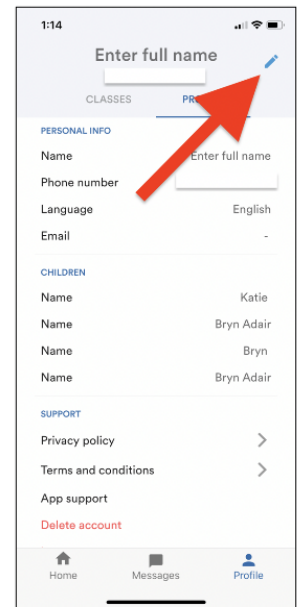 1:14
Enter full name
CLASSES
PERSONAL INFO
Name Enter full name
Phone number
Language English
Email -
CHILDREN
Name Katie
Name Bryn Adair
Name Bryn
Name Bryn Adair
SUPPORT
Privacy policy
Terms and conditions
App support
Delete account
Home Messages Profile